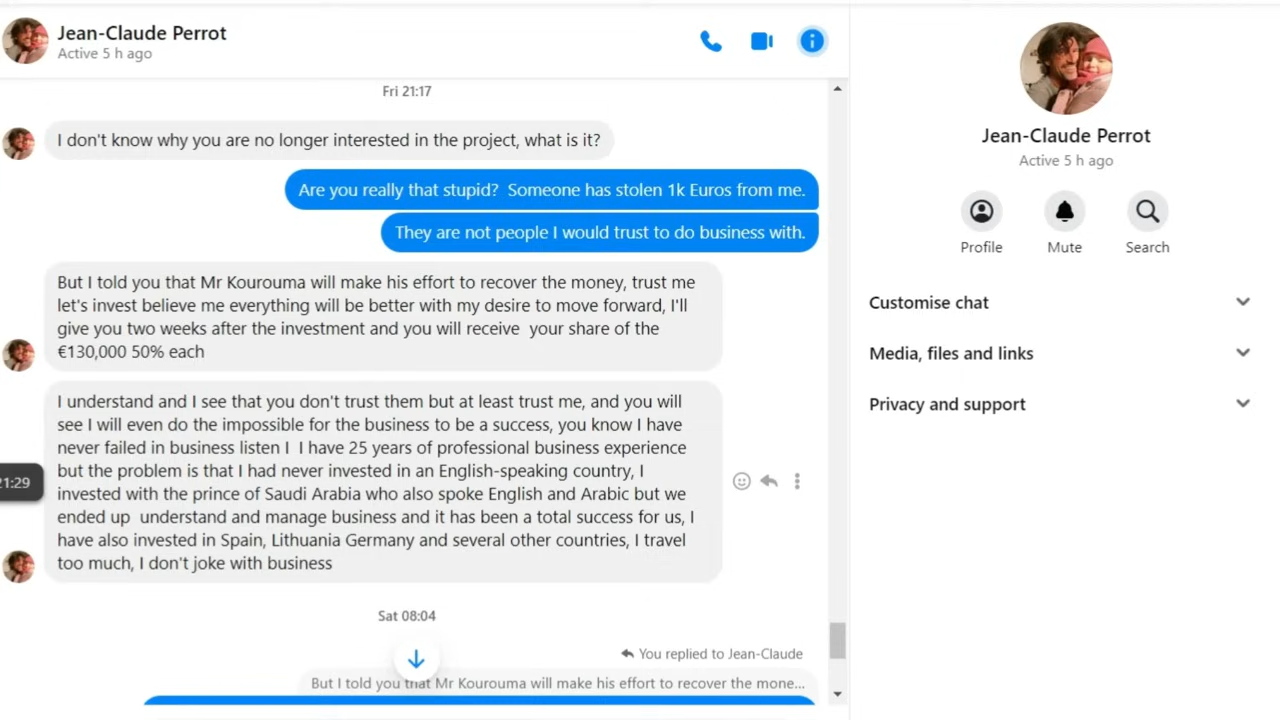 Jean-Claude Perrot
Active 5 h ago
Fri 21:17
I don't know why you are no longer interested in the project, what is it?
Are you really that stupid?  Someone has stolen 1k Euros from me.
They are not people I would trust to do business with.
But I told you that Mr Kourouma will make his effort to recover the money, trust me
let's invest believe me everything will be better with my desire to move forward, I'll
give you two weeks after the investment and you will receive  your share of the
€130,000 50% each
I understand and I see that you don't trust them but at least trust me, and you will
see I will even do the impossible for the business to be a success, you know I have
never failed in business listen I  I have 25 years of professional business experience
but the problem is that I had never invested in an English-speaking country, I
invested with the prince of Saudi Arabia who also spoke English and Arabic but we
ended up  understand and manage business and it has been a total success for us, I
have also invested in Spain, Lithuania Germany and several other countries, I travel
too much, I don't joke with business
21:29
Sat 08:04
You replied to Jean-Claude
But I told you that Mr Kourouma will make his effort to recover the mone...
Jean-Claude Perrot
Active 5 h ago
Profile
Mute
Search
Customise chat
Media, files and links
Privacy and support